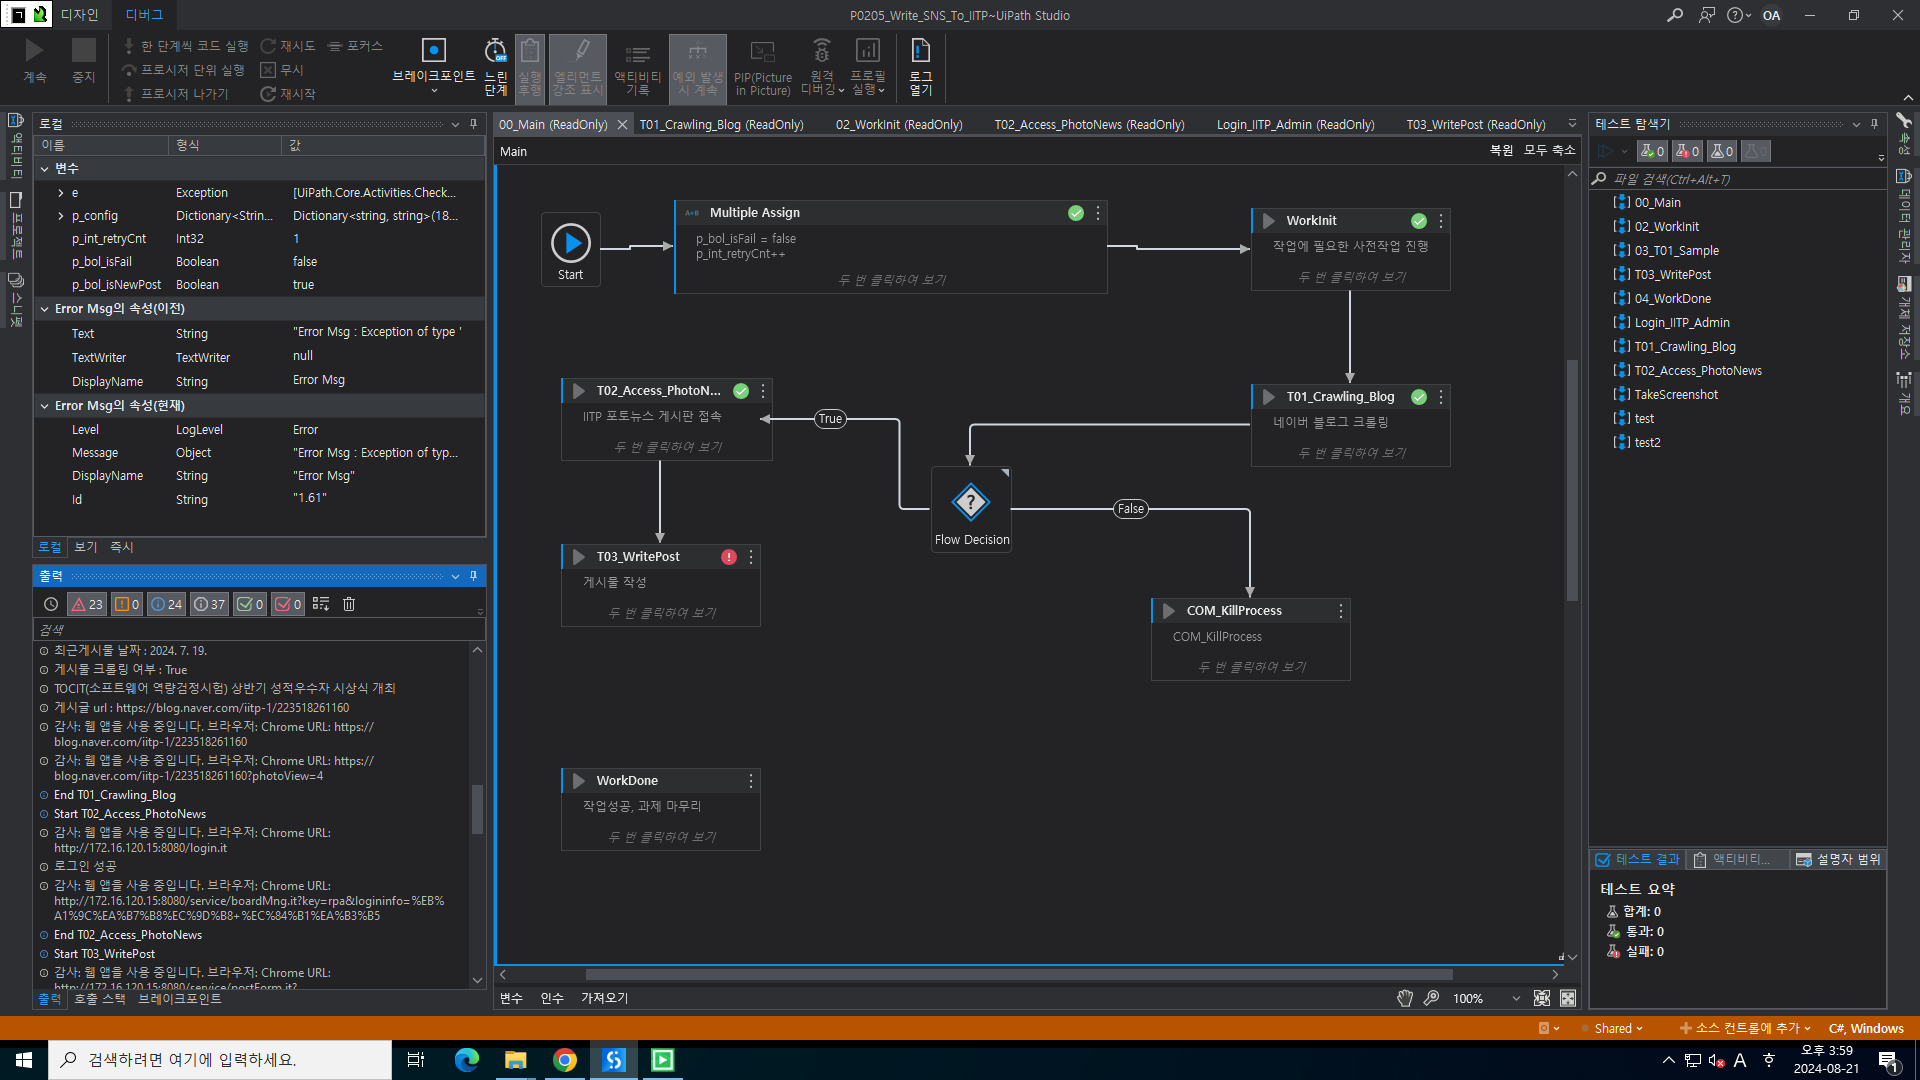 디자인
디버그
P0205_Write_SNS_To_IITP~UiPath Studio
OA
계속
중지
한 단계씩 코드 실행
재시도
포커스
프로시저 단위 실행
무시
프로시저 나가기
재시작
브레이크포인트
느린
단계
실행
후행
엘리먼트
강조 표시
액티비티
기록
예외 발생
시 계속
PIP(Picture
in Picture)
원격
디버깅
프로필
실행
로그
열기
액티비티
프로젝트
스니펫
로컬
이름 형식 값
변수
e Exception [UiPath.Core.Activities.Check...
p_config Dictionary<Strin... Dictionary<string, string>(18...
p_int_retryCnt Int32 1
p_bol_isFail Boolean false
p_bol_isNewPost Boolean true
Error Msg의 속성(이전)
Text String "Error Msg : Exception of type '
TextWriter TextWriter null
DisplayName String Error Msg
Error Msg의 속성(현재)
Level LogLevel Error
Message Object "Error Msg : Exception of typ...
DisplayName String "Error Msg"
Id String "1.61"
로컬 보기 즉시
출력
23 0 24 37 0 0
검색
최근게시물 날짜 : 2024. 7. 19.
게시물 크롤링 여부 : True
TOCIT(소프트웨어 역량검정시험) 상반기 성적우수자 시상식 개최
게시글 url : https://blog.naver.com/iitp-1/223518261160
감사: 웹 앱을 사용 중입니다. 브라우저: Chrome URL: https://
blog.naver.com/iitp-1/223518261160
감사: 웹 앱을 사용 중입니다. 브라우저: Chrome URL: https://
blog.naver.com/iitp-1/223518261160?photoView=4
End T01_Crawling_Blog
Start T02_Access_PhotoNews
감사: 웹 앱을 사용 중입니다. 브라우저: Chrome URL:
http://172.16.120.15:8080/login.it
로그인 성공
감사: 웹 앱을 사용 중입니다. 브라우저: Chrome URL:
http://172.16.120.15:8080/service/boardMng.it?key=rpa&logininfo=%EB%
A1%9C%EA%B7%B8%EC%9D%B8+%EC%84%B1%EA%B3%B5
End T02_Access_PhotoNews
Start T03_WritePost
감사: 웹 앱을 사용 중입니다. 브라우저: Chrome URL:
http://172.16.120.15:8080/service/postForm.it?
출력 호출 스택 브레이크포인트
00_Main (ReadOnly)
T01_Crawling_Blog (ReadOnly)
02_WorkInit (ReadOnly)
T02_Access_PhotoNews (ReadOnly)
Login_IITP_Admin (ReadOnly)
T03_WritePost (ReadOnly)
Main
복원 모두 축소
Start
A+B Multiple Assign
p_bol_isFail = false
p_int_retryCnt++
두 번 클릭하여 보기
WorkInit
작업에 필요한 사전작업 진행
두 번 클릭하여 보기
T02_Access_PhotoN...
IITP 포토뉴스 게시판 접속
두 번 클릭하여 보기
True
T01_Crawling_Blog
네이버 블로그 크롤링
두 번 클릭하여 보기
?
Flow Decision
False
T03_WritePost
게시물 작성
두 번 클릭하여 보기
COM_KillProcess
COM_KillProcess
두 번 클릭하여 보기
WorkDone
작업성공, 과제 마무리
두 번 클릭하여 보기
변수 인수 가져오기
100%
테스트 탐색기
0 0 0 0
파일 검색(Ctrl+Alt+T)
00_Main
02_WorkInit
03_T01_Sample
T03_WritePost
04_WorkDone
Login_IITP_Admin
T01_Crawling_Blog
T02_Access_PhotoNews
TakeScreenshot
test
test2
테스트 결과
액티비티...
설명자 범위
테스트 요약
합계: 0
통과: 0
실패: 0
속성
데이터 관리자
개체 저장소
개요
Shared
소스 컨트롤에 추가
C#, Windows
검색하려면 여기에 입력하세요.
A
오후 3:59
2024-08-21
1